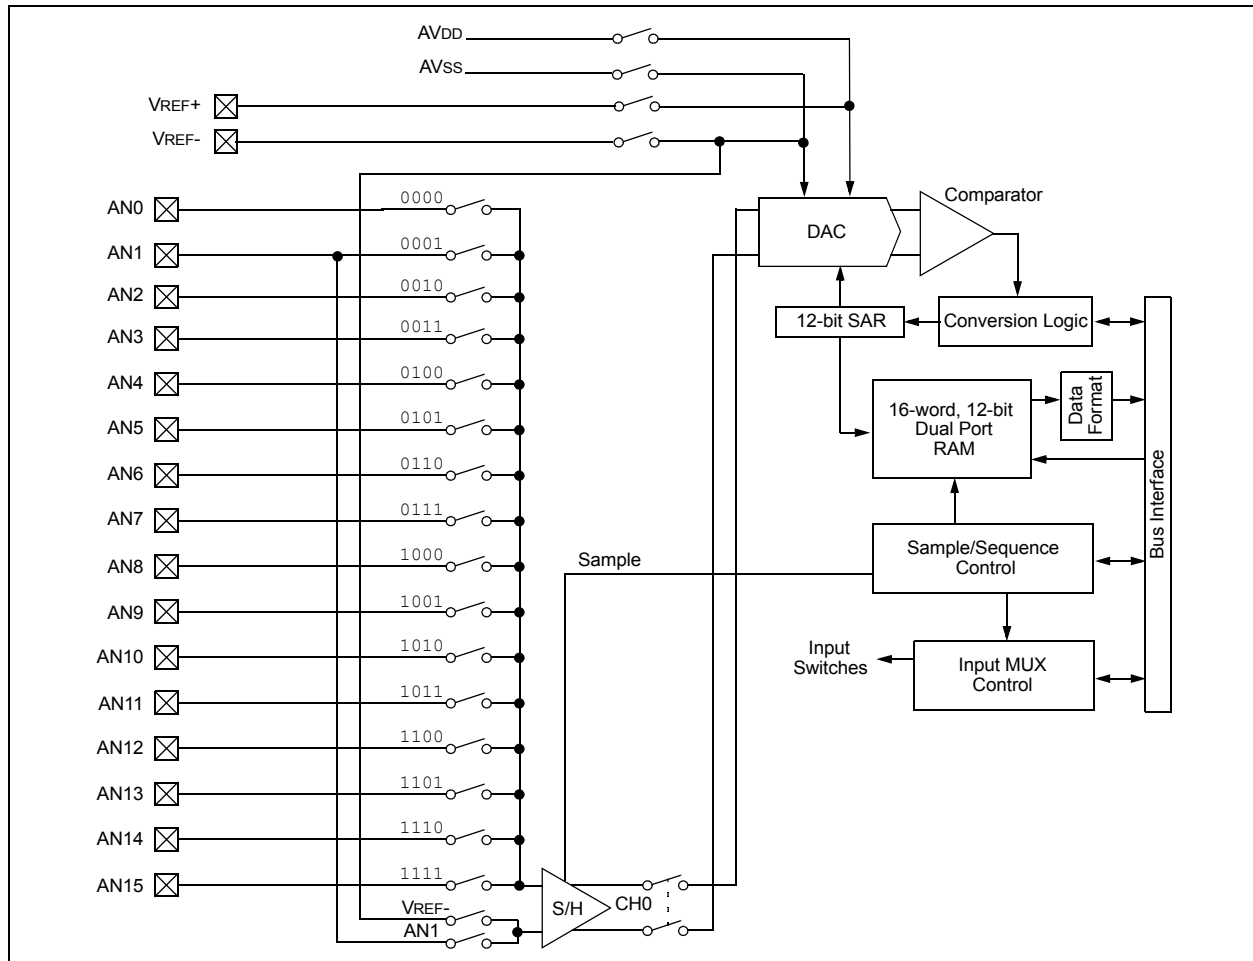 AVDD
AVSS
VREF+
VREF-
AN0
0000
AN1
0001
AN2
0010
AN3
0011
AN4
0100
AN5
0101
AN6
0110
AN7
0111
AN8
1000
AN9
1001
AN10
1010
AN11
1011
AN12
1100
AN13
1101
AN14
1110
AN15
1111
VREF-
AN1
S/H
CH0
Sample
DAC
Comparator
12-bit SAR
Conversion Logic
16-word, 12-bit
Dual Port
RAM
Data
Format
Bus Interface
Sample/Sequence
Control
Input
Switches
Input MUX
Control